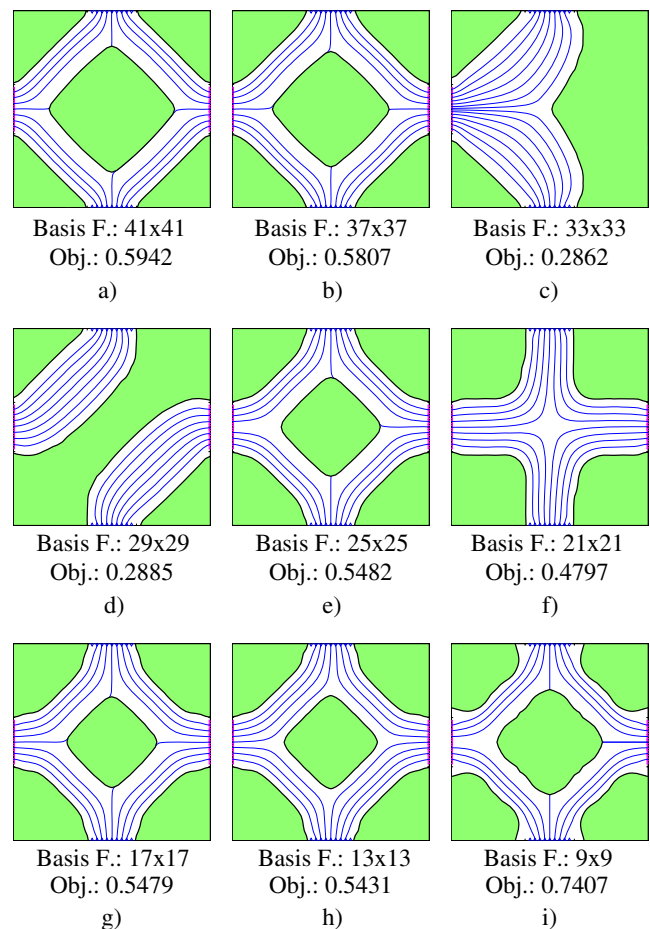 Basis F.: 41x41
Obj.: 0.5942
a)
Basis F.: 37x37
Obj.: 0.5807
b)
Basis F.: 33x33
Obj.: 0.2862
c)
Basis F.: 29x29
Obj.: 0.2885
d)
Basis F.: 25x25
Obj.: 0.5482
e)
Basis F.: 21x21
Obj.: 0.4797
f)
Basis F.: 17x17
Obj.: 0.5479
g)
Basis F.: 13x13
Obj.: 0.5431
h)
Basis F.: 9x9
Obj.: 0.7407
i)